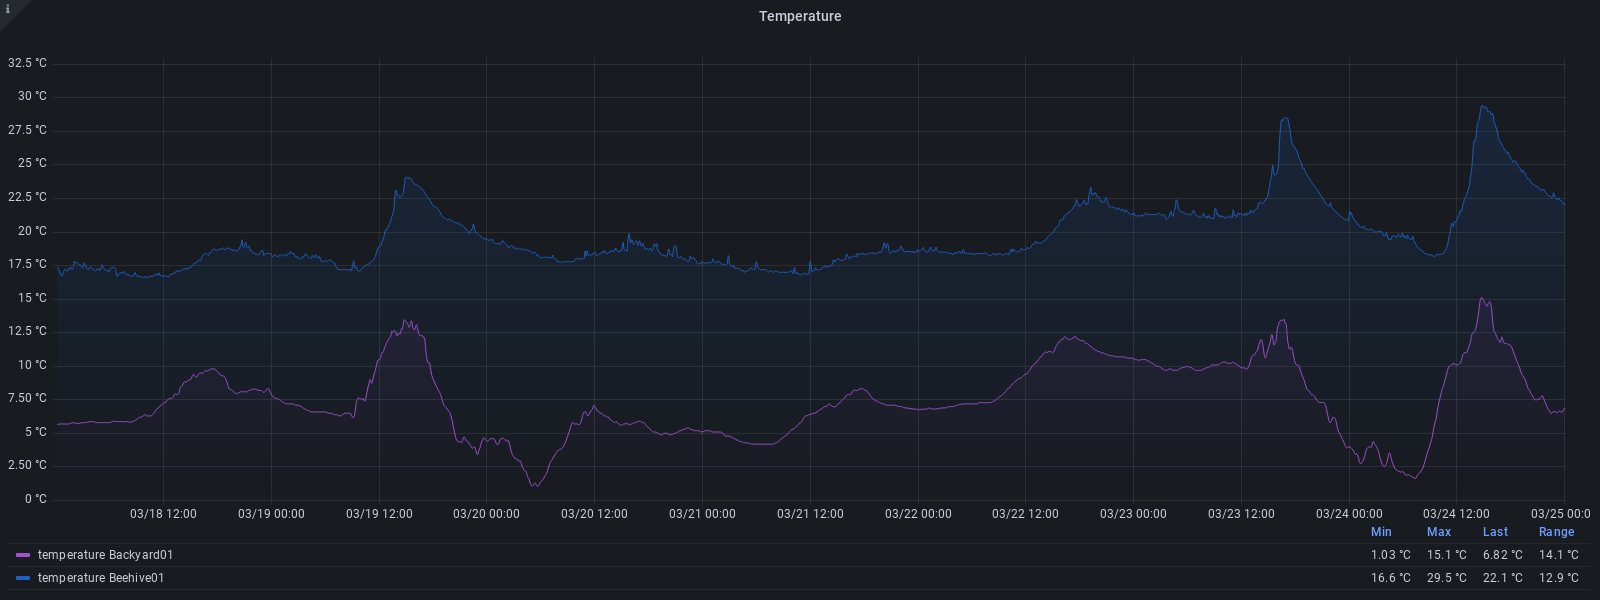 i
Temperature
32.5 °C
30 °C
27.5 °C
25 °C
22.5 °C
20 °C
17.5 °C
15 °C
12.5 °C
10 °C
7.50 °C
5 °C
2.50 °C
0 °C
03/18 12:00 03/19 00:00 03/19 12:00 03/20 00:00 03/20 12:00 03/21 00:00 03/21 12:00 03/22 00:00 03/22 12:00 03/23 00:00 03/23 12:00 03/24 00:00 03/24 12:00 03/25 00:0
Min Max Last Range
temperature Backyard01 1.03 °C 15.1 °C 6.82 °C 14.1 °C
temperature Beehive01 16.6 °C 29.5 °C 22.1 °C 12.9 °C